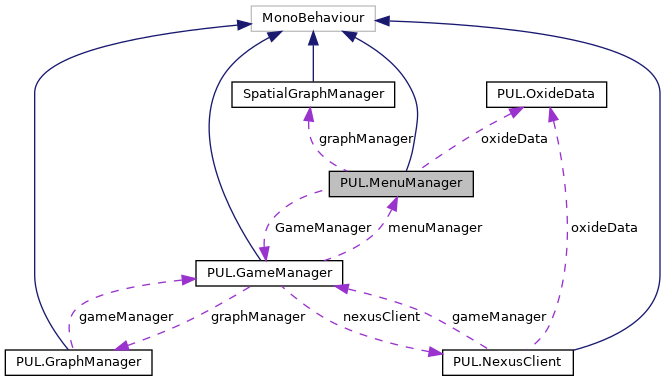 MonoBehaviour
SpatialGraphManager
PUL.OxideData
graphManager
oxideData
PUL.MenuManager
GameManager
menuManager
oxideData
PUL.GameManager
gameManager
graphManager
nexusClient
gameManager
PUL.GraphManager
PUL.NexusClient